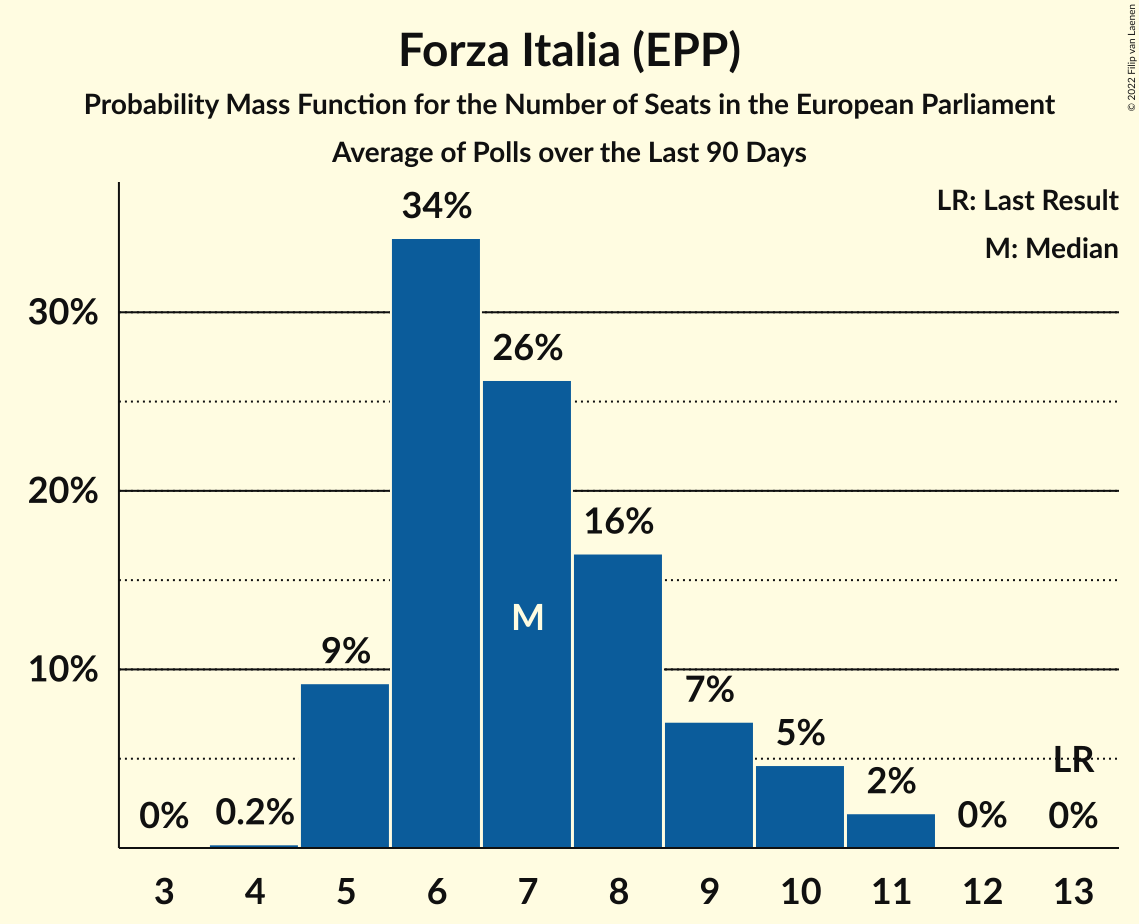 Forza Italia (EPP)
Probability Mass Function for the Number of Seats in the European Parliament
Average of Polls over the Last 90 Days
© 2022 Filip van Laenen
LR: Last Result
M: Median
34%
30%
26%
20%
16%
M
9%
10%
7%
5%
LR
2%
0%
0.2%
0%
0%
3 4 5 6 7 8 9 10 11 12 13